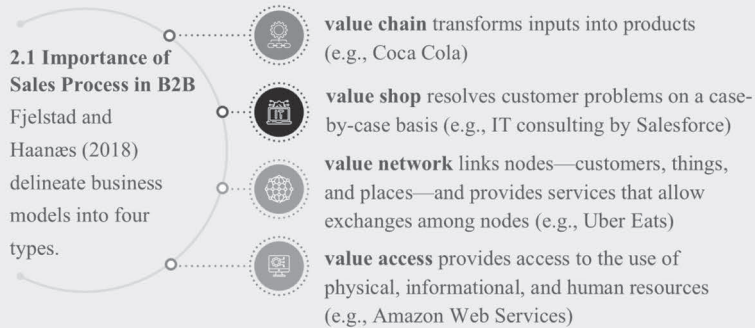 2.1 Importance of
Sales Process in B2B
Fjelstad and
Haanæs (2018)
delineate business
models into four
types.
value chain transforms inputs into products
(e.g., Coca Cola)
value shop resolves customer problems on a case-
by-case basis (e.g., IT consulting by Salesforce)
value network links nodes—customers, things,
and places—and provides services that allow
exchanges among nodes (e.g., Uber Eats)
value access provides access to the use of
physical, informational, and human resources
(e.g., Amazon Web Services)